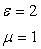 ε = 2
μ = 1